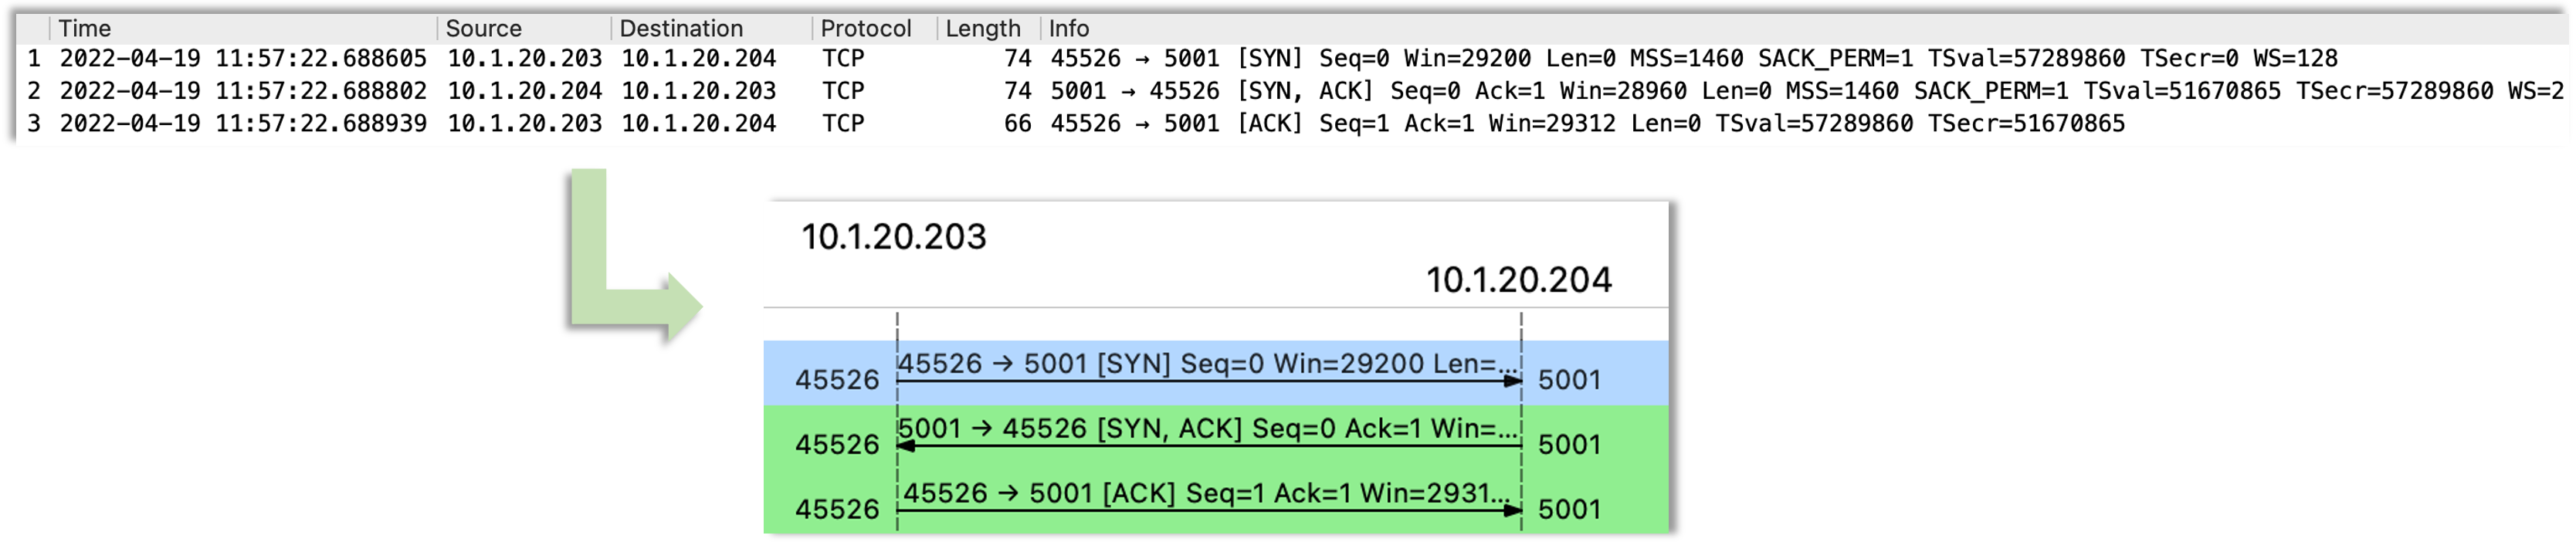 Time Source Destination Protocol Length Info
1 2022-04-19 11:57:22.688605 10.1.20.203 10.1.20.204 TCP 74 45526 → 5001 [SYN] Seq=0 Win=29200 Len=0 MSS=1460 SACK_PERM=1 TSval=57289860 TSecr=0 WS=128
2 2022-04-19 11:57:22.688802 10.1.20.204 10.1.20.203 TCP 74 5001 → 45526 [SYN, ACK] Seq=0 Ack=1 Win=28960 Len=0 MSS=1460 SACK_PERM=1 TSval=51670865 TSecr=57289860 WS=2
3 2022-04-19 11:57:22.688939 10.1.20.203 10.1.20.204 TCP 66 45526 → 5001 [ACK] Seq=1 Ack=1 Win=29312 Len=0 TSval=57289860 TSecr=51670865
10.1.20.203
10.1.20.204
45526 45526 → 5001 [SYN] Seq=0 Win=29200 Len=... 5001
45526 5001 → 45526 [SYN, ACK] Seq=0 Ack=1 Win=... 5001
45526 45526 → 5001 [ACK] Seq=1 Ack=1 Win=2931... 5001